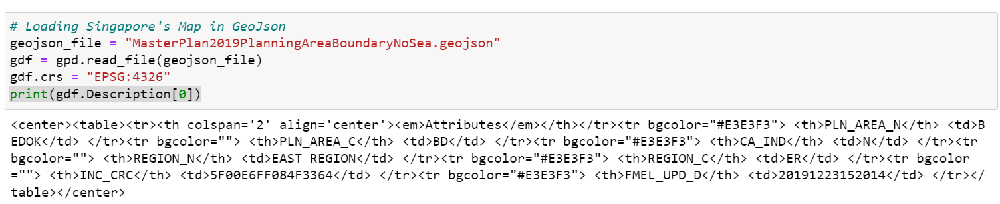 # Loading Singapore's Map in GeoJson
geojson_file = "MasterPlan2019PlanningAreaBoundaryNoSea.geojson"
gdf = gpd.read_file(geojson_file)
gdf.crs = "EPSG:4326"
print(gdf.Description[0])
<center><table><tr><th colspan='2' align='center'><em>Attributes</em></th></tr><tr bgcolor="#E3E3F3"> <th>PLN_AREA_N</th> <td>B
EDOK</td> </tr><tr bgcolor=""> <th>PLN_AREA_C</th> <td>BD</td> </tr><tr bgcolor="#E3E3F3"> <th>CA_IND</th> <td>N</td> </tr><tr
bgcolor=""> <th>REGION_N</th> <td>EAST REGION</td> </tr><tr bgcolor="#E3E3F3"> <th>REGION_C</th> <td>ER</td> </tr><tr bgcolor
=""> <th>INC_CRC</th> <td>5F00E6FF084F3364</td> </tr><tr bgcolor="#E3E3F3"> <th>FMEL_UPD_D</th> <td>20191223152014</td> </tr></
table></center>